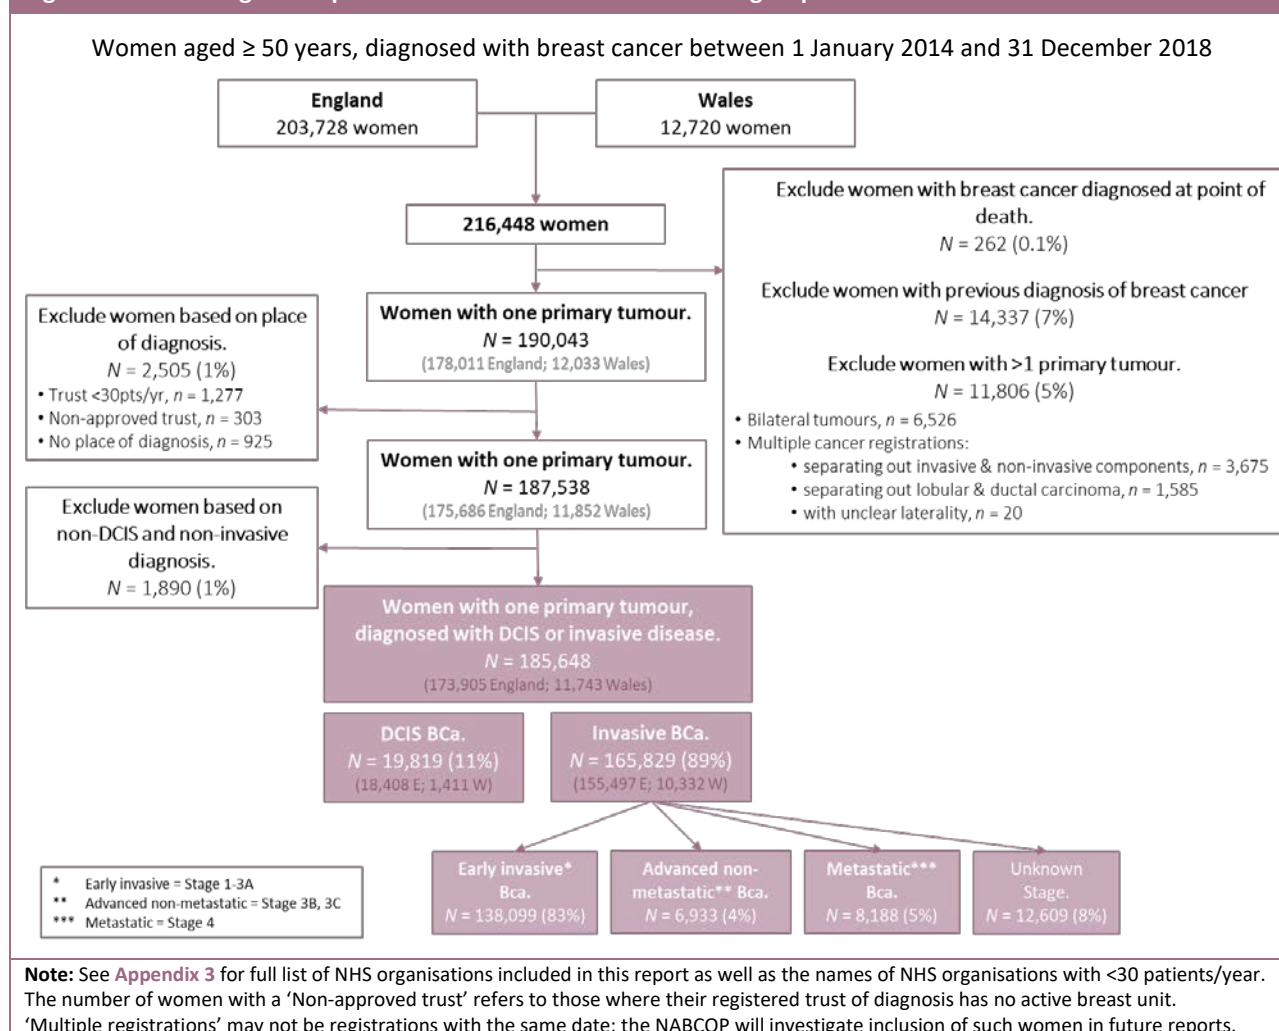 Women aged ≥ 50 years, diagnosed with breast cancer between 1 January 2014 and 31 December 2018
England
203,728 women
Wales
12,720 women
216,448 women
Exclude women with breast cancer diagnosed at point of
death.
N = 262 (0.1%)
Exclude women with previous diagnosis of breast cancer
N = 14,337 (7%)
Exclude women with >1 primary tumour.
N = 11,806 (5%)
• Bilateral tumours, n = 6,526
• Multiple cancer registrations:
• separating out invasive & non-invasive components, n = 3,675
• separating out lobular & ductal carcinoma, n = 1,585
• with unclear laterality, n = 20
Women with one primary tumour.
N = 190,043
(178,011 England; 12,033 Wales)
Exclude women based on place
of diagnosis.
N = 2,505 (1%)
• Trust <30pts/yr, n = 1,277
• Non-approved trust, n = 303
• No place of diagnosis, n = 925
Women with one primary tumour.
N = 187,538
(175,686 England; 11,852 Wales)
Exclude women based on
non-DCIS and non-invasive
diagnosis.
N = 1,890 (1%)
Women with one primary tumour,
diagnosed with DCIS or invasive disease.
N = 185,648
(173,905 England; 11,743 Wales)
DCIS BCa.
N = 19,819 (11%)
(18,408 E; 1,411 W)
Invasive BCa.
N = 165,829 (89%)
(155,497 E; 10,332 W)
Early invasive*
Bca.
N = 138,099 (83%)
Advanced non-
metastatic** Bca.
N = 6,933 (4%)
Metastatic***
Bca.
N = 8,188 (5%)
Unknown
Stage.
N = 12,609 (8%)
* Early invasive = Stage 1-3A
** Advanced non-metastatic = Stage 3B, 3C
*** Metastatic = Stage 4
Note: See Appendix 3 for full list of NHS organisations included in this report as well as the names of NHS organisations with <30 patients/year.
The number of women with a ‘Non-approved trust’ refers to those where their registered trust of diagnosis has no active breast unit.
‘Multiple registrations’ may not be registrations with the same date; the NABCOP will investigate inclusion of such women in future reports.